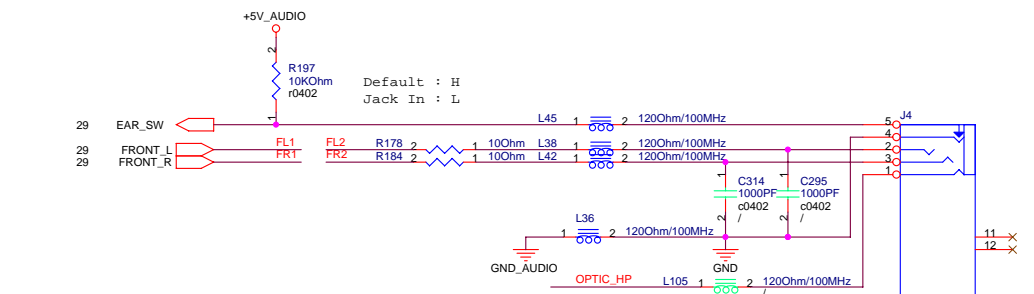 +5V_AUDIO
2
R197
10KOhm
r0402
1
Default : H
Jack In : L
29 EAR_SW L45 1 2 120Ohm/100MHz 5 J4
4
29 FRONT_L FL1 FL2 R178 2 1 10Ohm L38 1 2 120Ohm/100MHz 2
29 FRONT_R FR1 FR2 R184 2 1 10Ohm L42 1 2 120Ohm/100MHz 3
1
1 1
C314 C295
1000PF 1000PF
c0402 c0402
2 / 2 /
L36
1 2 120Ohm/100MHz
11
12
GND_AUDIO GND
OPTIC_HP L105 1 2 120Ohm/100MHz
/